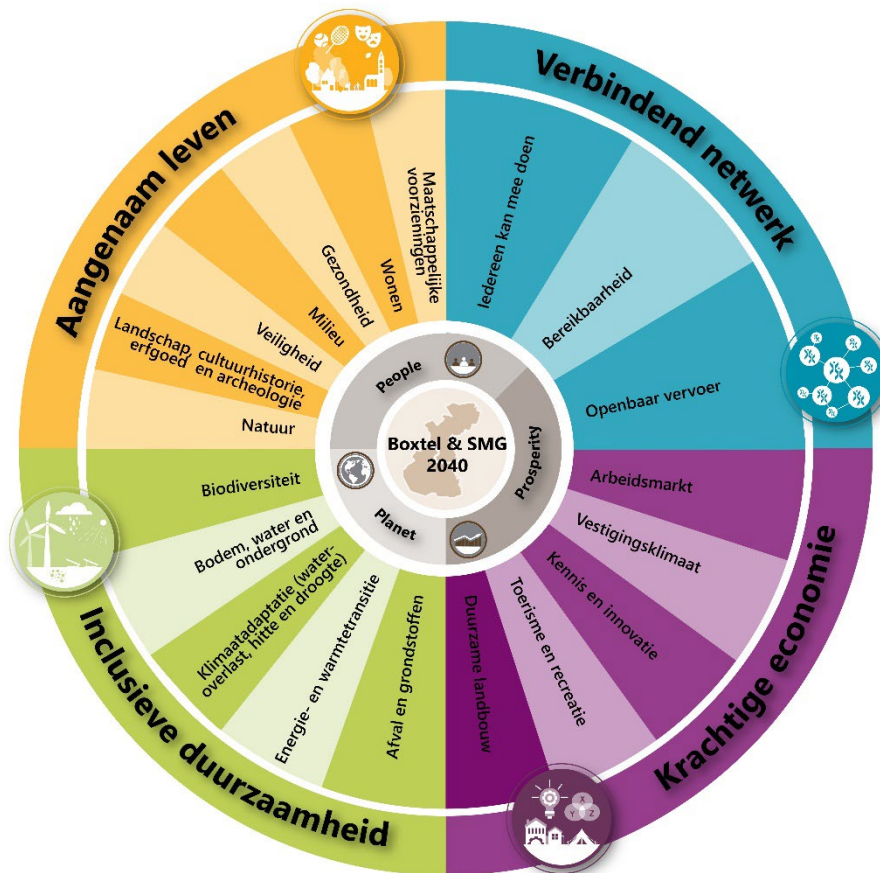 Aangenaam leven
Verbindend netwerk
Krachtige economie
Inclusieve duurzaamheid
Maatschappelijke
voorzieningen
Wonen
Gezondheid
Milieu
Veiligheid
Landschap, cultuurhistorie,
erfgoed en archeologie
Natuur
Iedereen kan mee doen
Bereikbaarheid
Openbaar vervoer
Arbeidsmarkt
Vestigingsklimaat
Kennis en innovatie
Toerisme en recreatie
Duurzame landbouw
Biodiversiteit
Bodem, water en
ondergrond
Klimaatadaptatie (water-
overlast, hitte en droogte)
Energie- en warmtetransitie
Afval en grondstoffen
People
Prosperity
Planet
Boxtel & SMG
2040
X
Y
Z